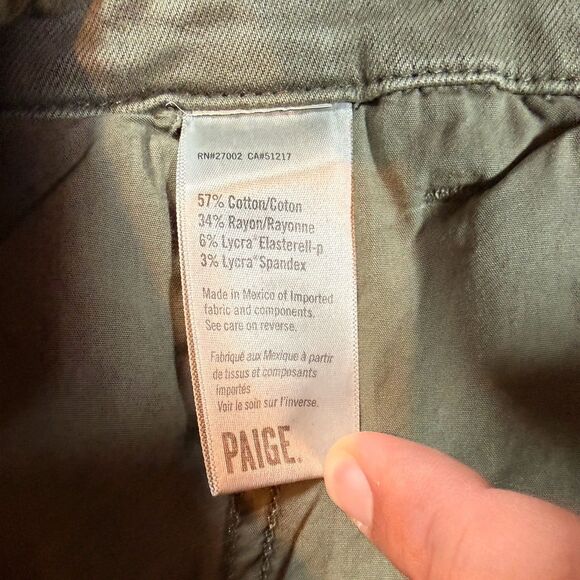 RN#27002 CA#51217
57% Cotton/Coton
34% Rayon/Rayonne
6% Lycra®Elasterell-p
3% Lycra®Spandex
Made in Mexico of Imported
fabric and components.
See care on reverse.
Fabriqué aux Mexique à partir
de tissus et composants
importés
Voir le soin sur l'inverse.
PAIGE.